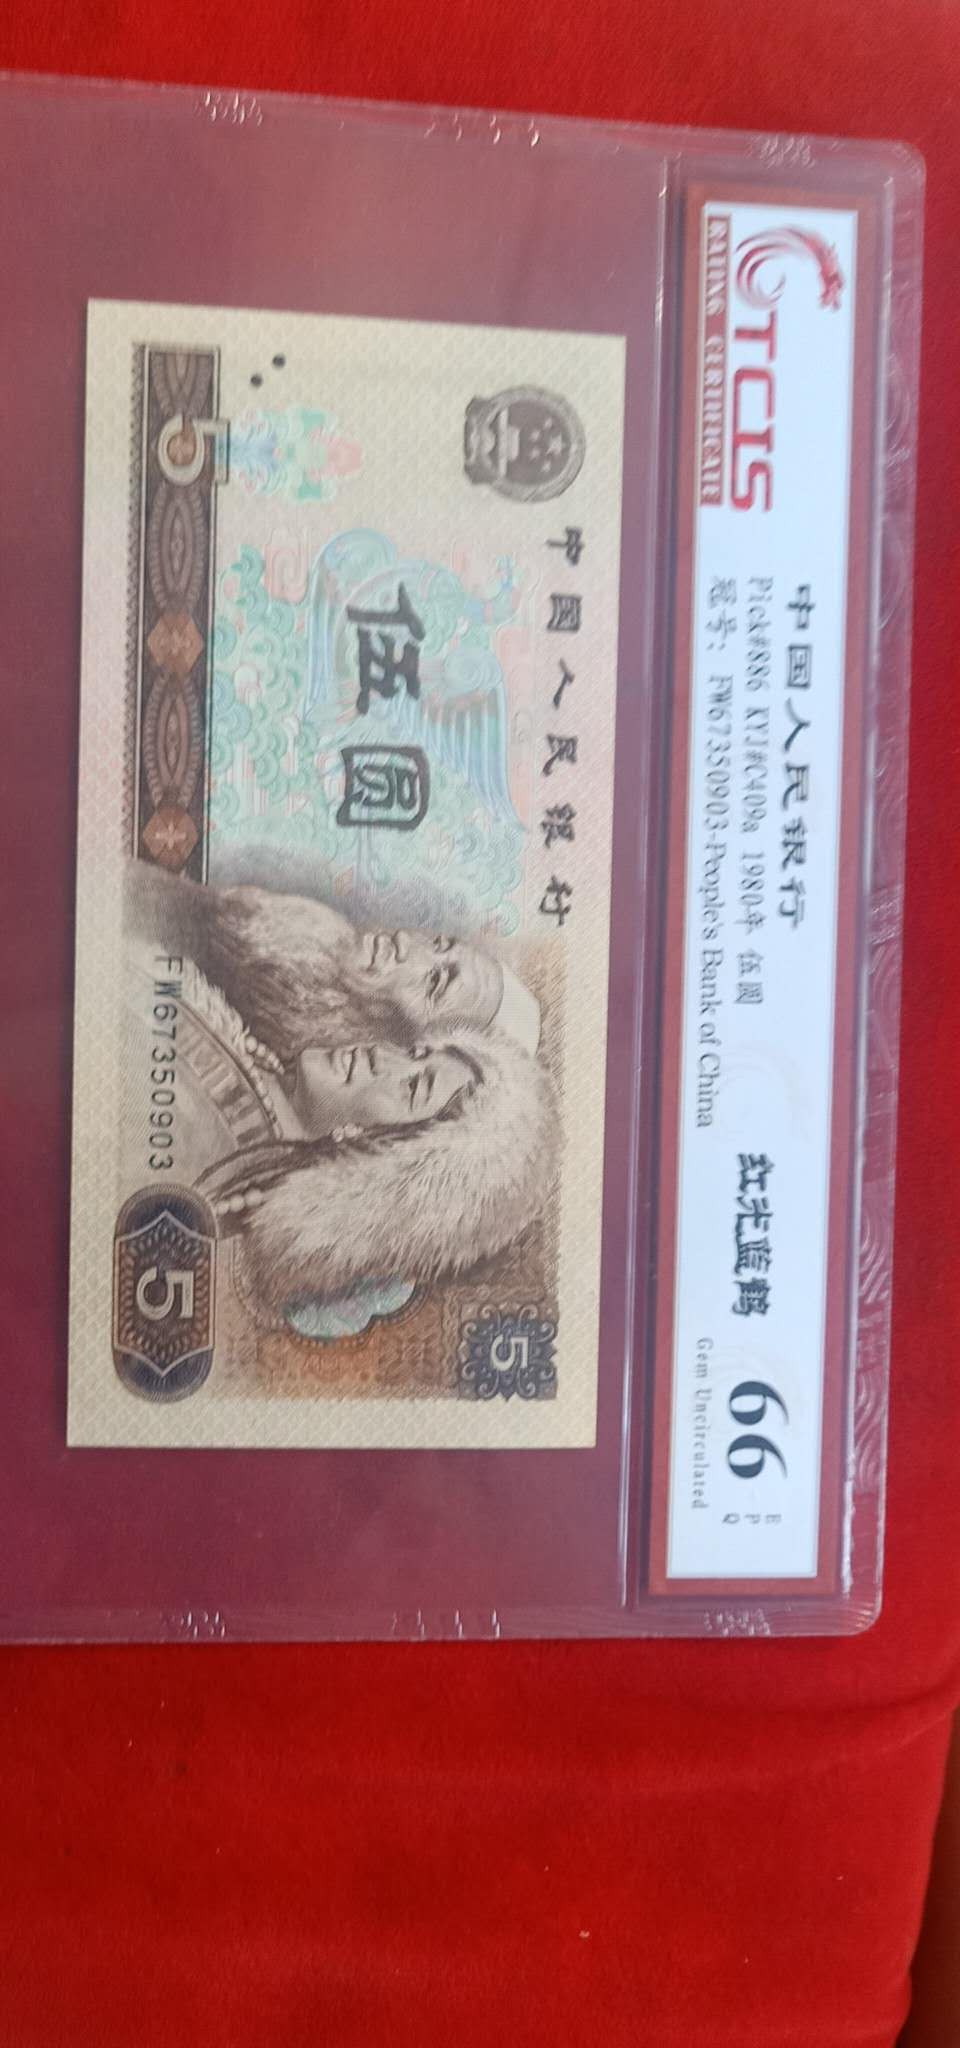 TCIS
RATING CERTIFICATE
中国人民银行
Pick#886 KYJ#C409a 1980年 伍圆
冠号: FW67350903-People's Bank of China
红光蓝鹤
66
EPQ
Gem Uncirculated
中国人民银行
伍圆
5
5
FW67350903
5